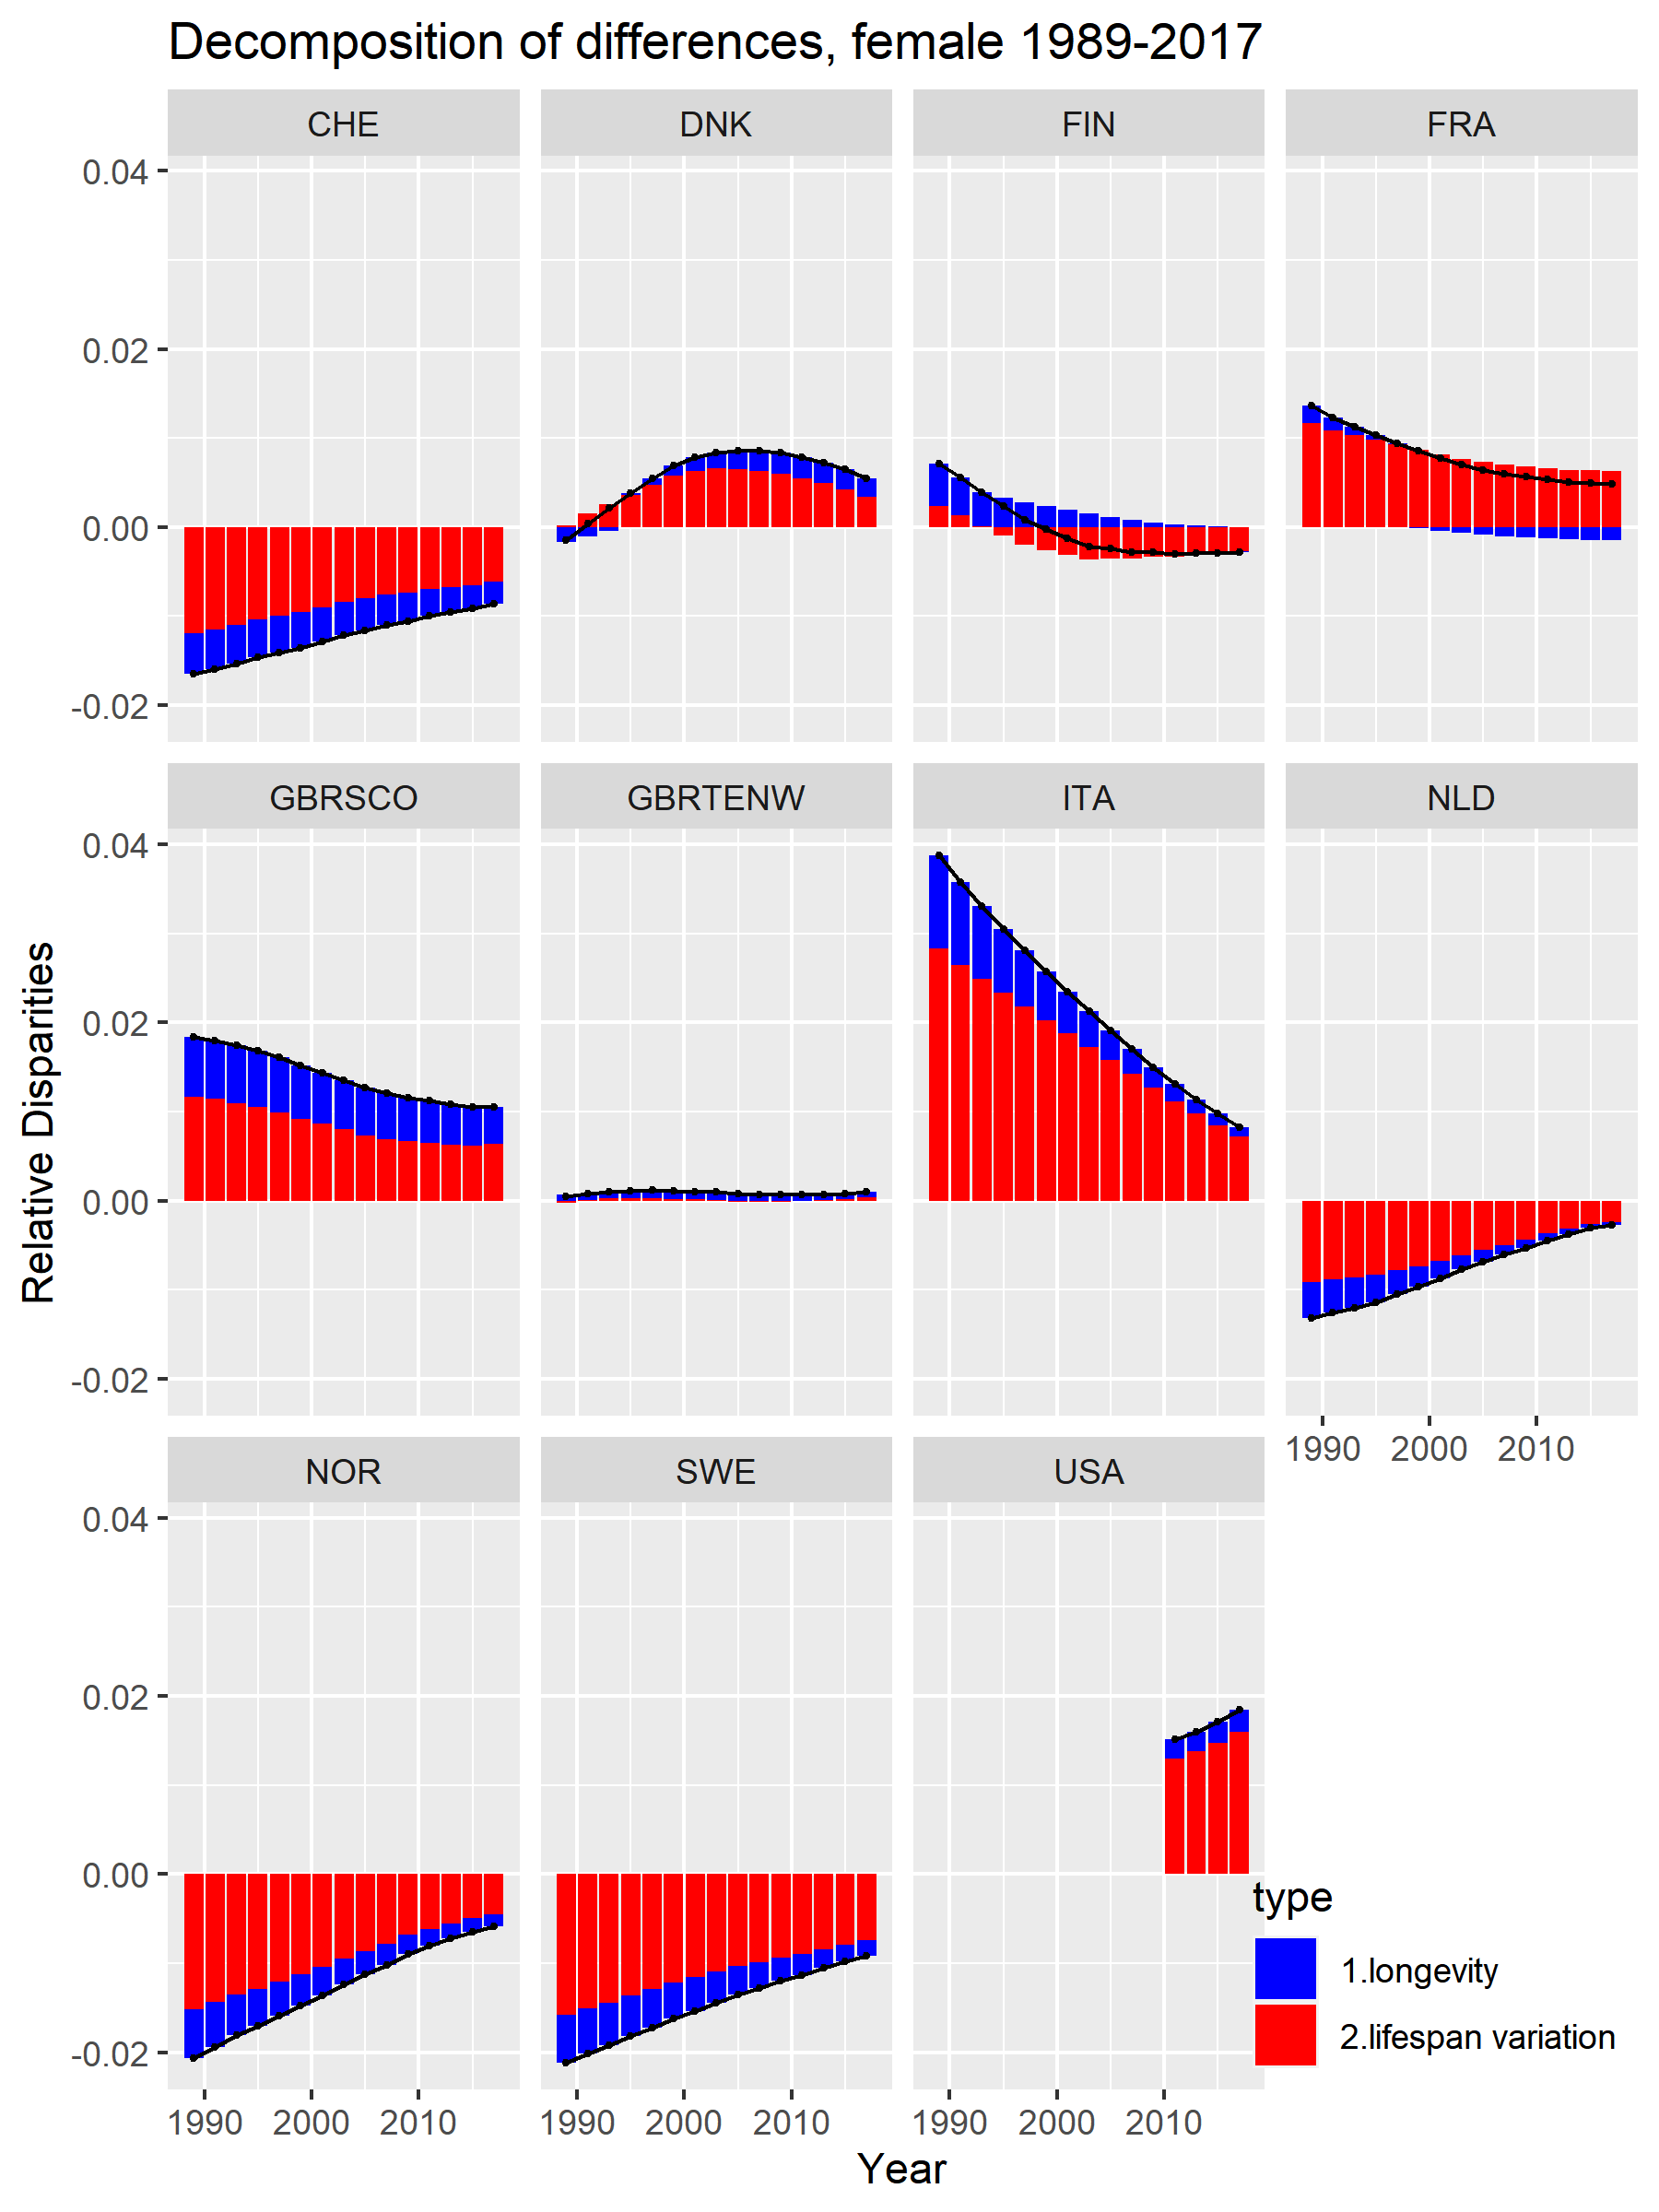 Decomposition of differences, female 1989-2017
CHE DNK FIN FRA
0.04
0.02
0.00
-0.02
GBRSCO GBRTENW ITA NLD
0.04
0.02
0.00
-0.02
1990 2000 2010
NOR SWE USA
0.04
0.02
0.00
-0.02
1990 2000 2010 1990 2000 2010 1990 2000 2010
Year
Relative Disparities
type
1.longevity
2.lifespan variation